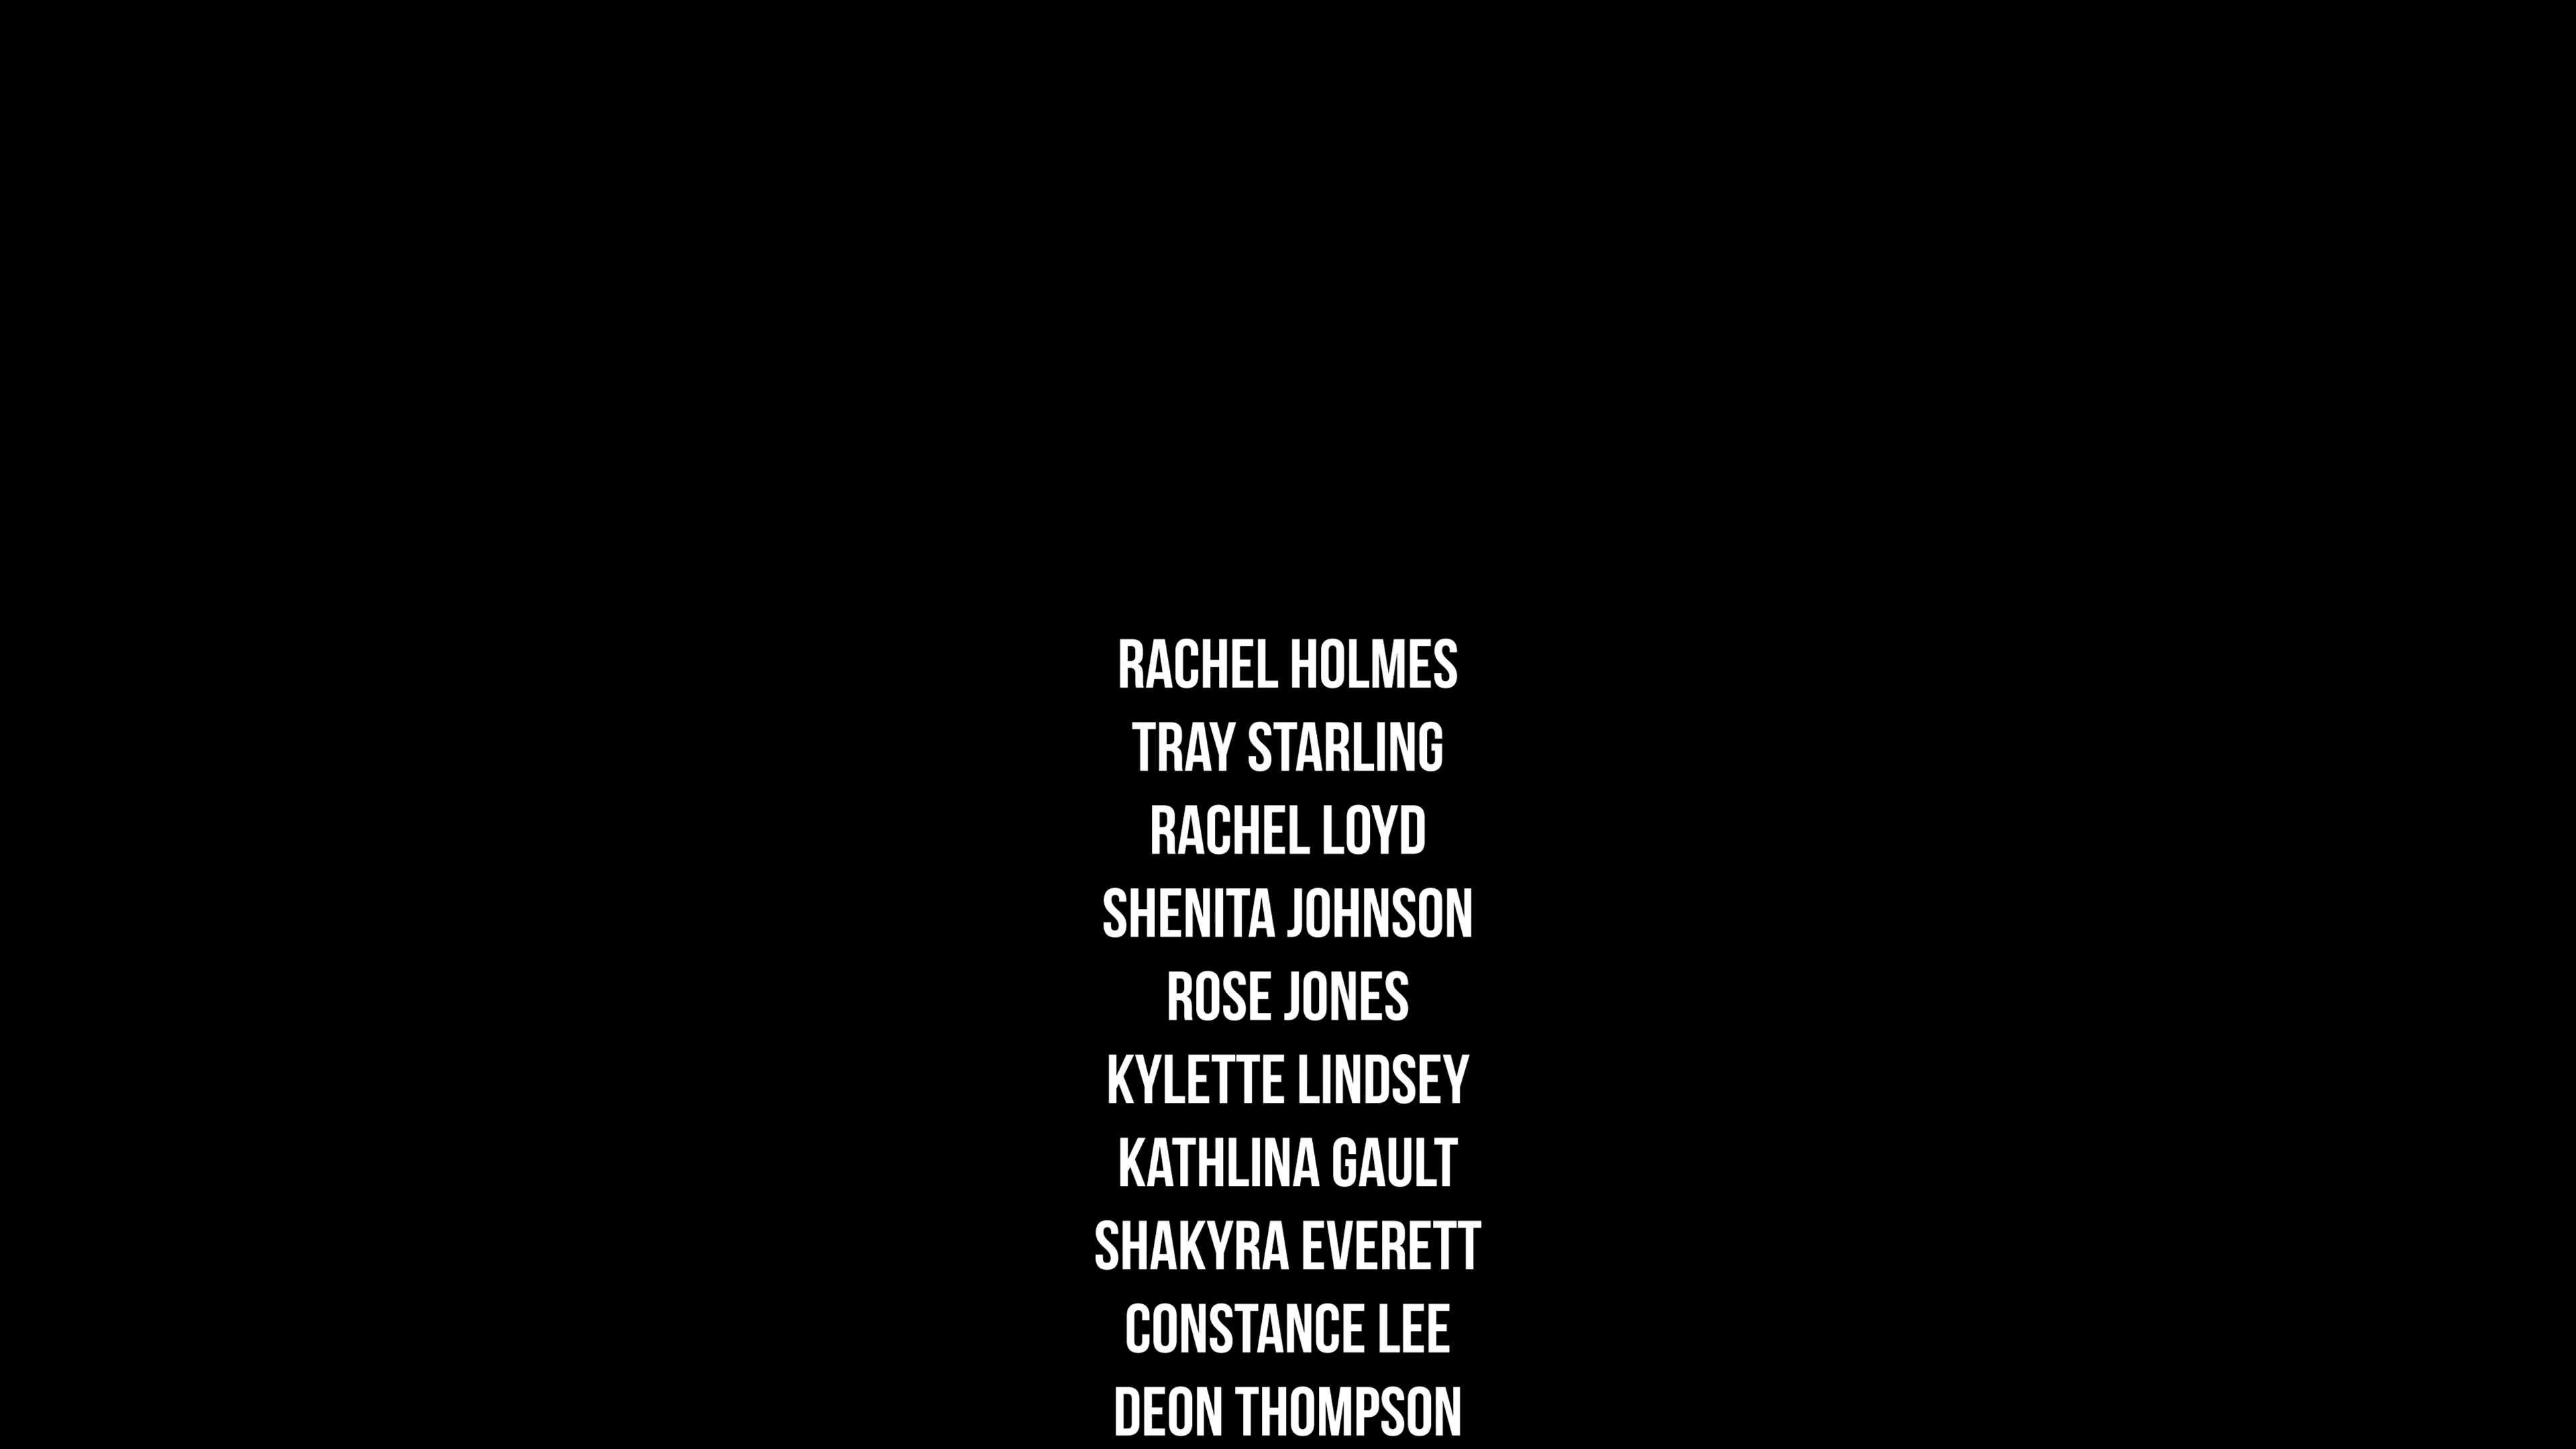 RACHEL HOLMES
TRAY STARLING
RACHEL LOYD
SHENITA JOHNSON
ROSE JONES
KYLETTE LINDSEY
KATHLINA GAULT
SHAKYRA EVERETT
CONSTANCE LEE
DEON THOMPSON